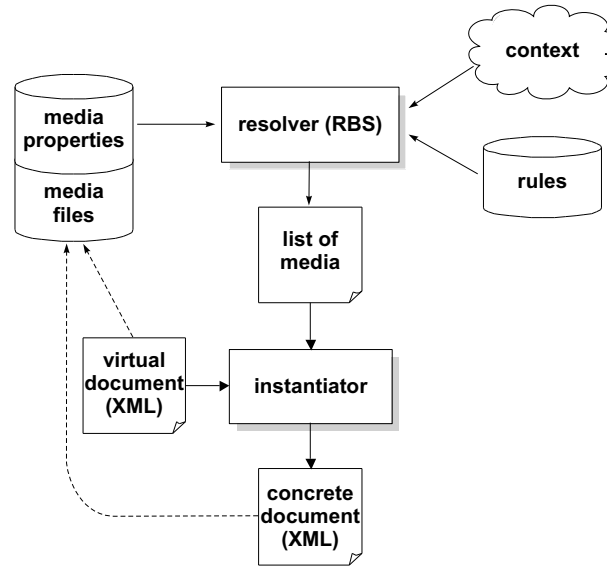 context
media
properties
resolver (RBS)
media
files
rules
list of
media
virtual
document
(XML)
instantiator
concrete
document
(XML)